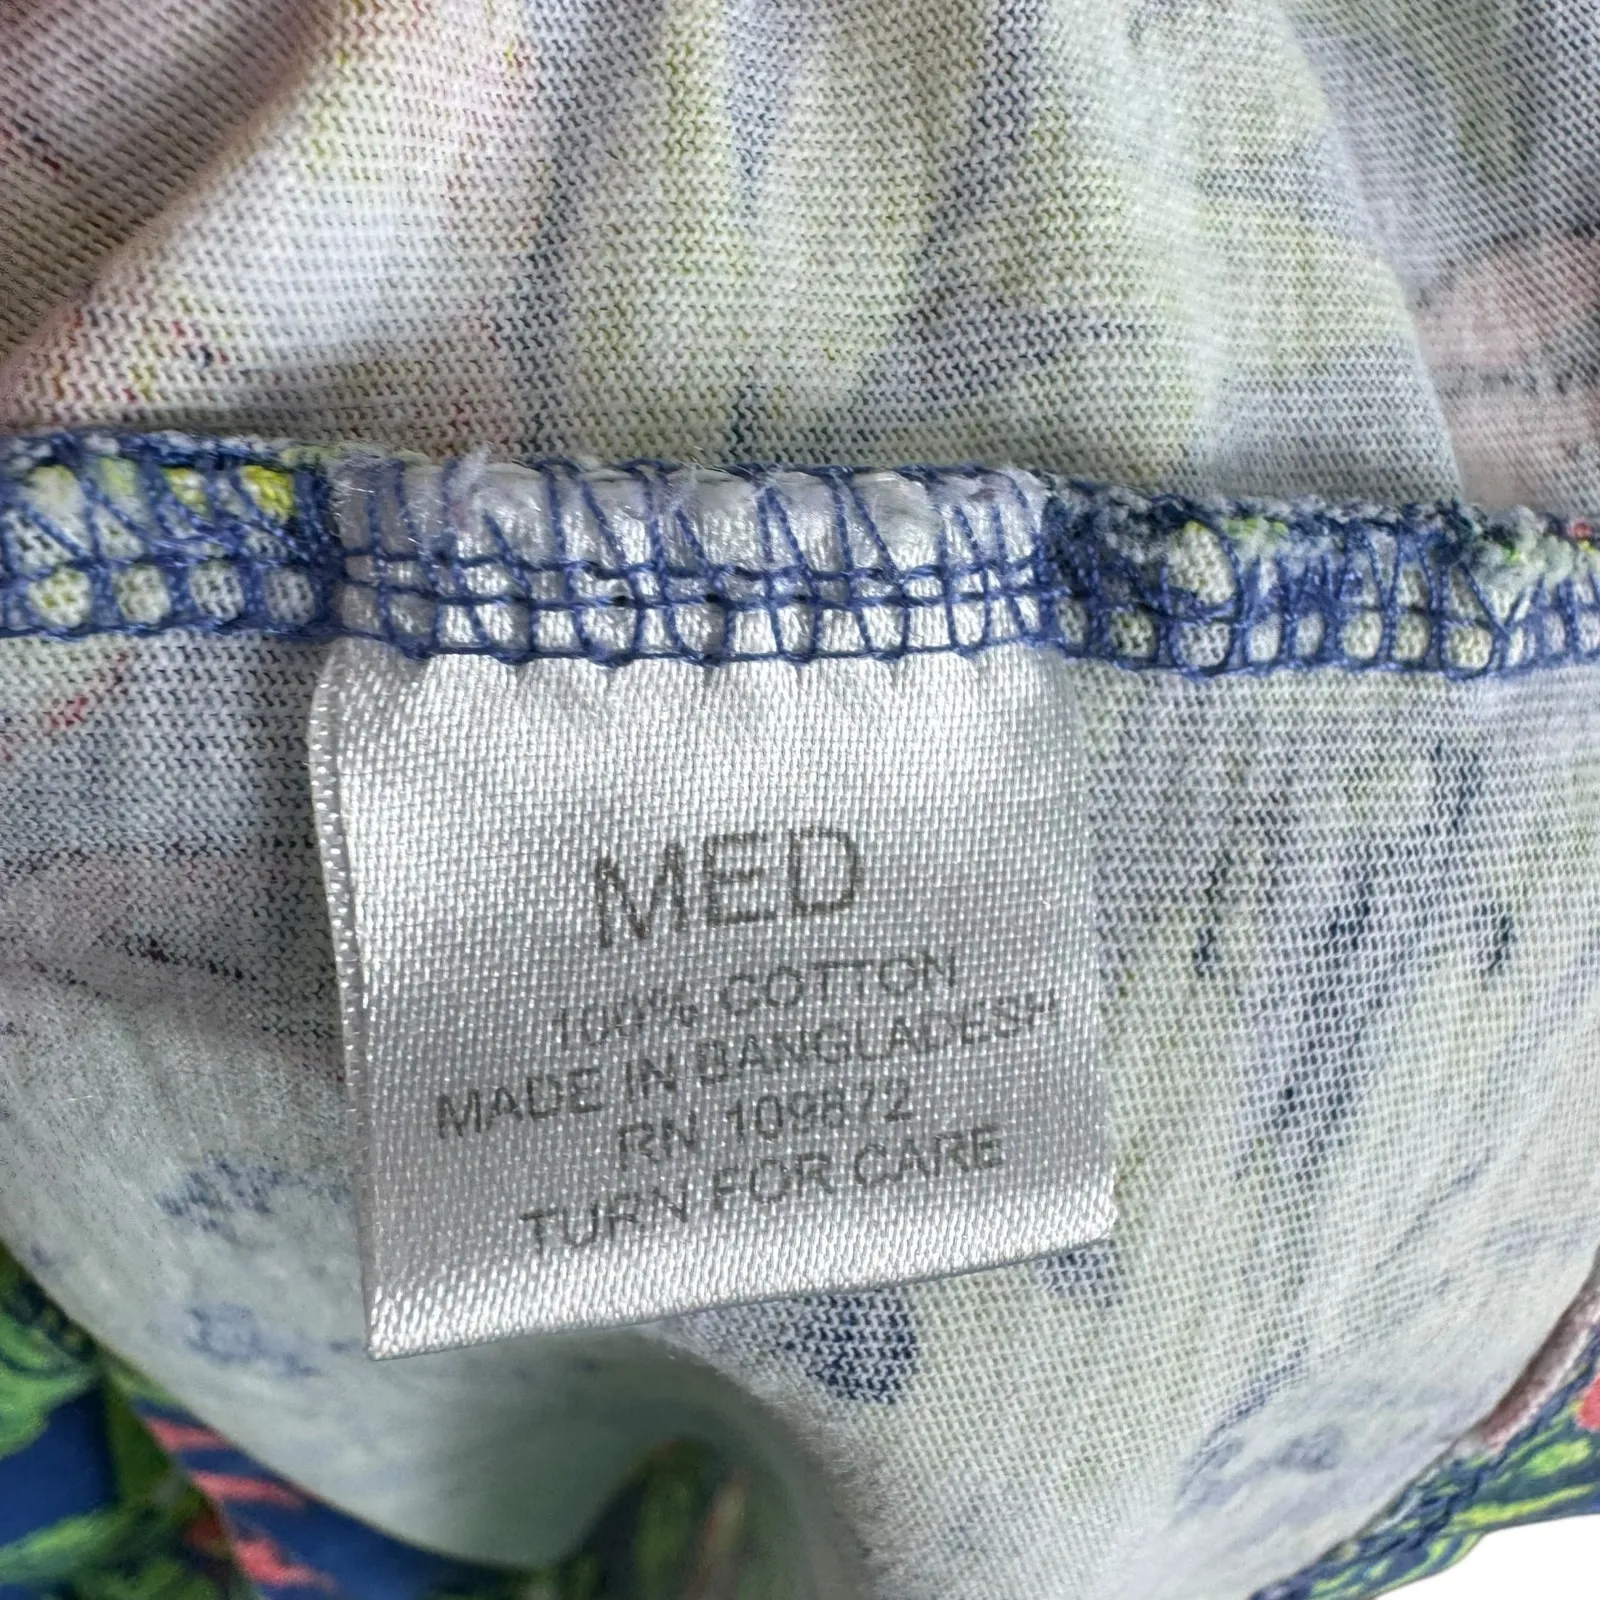 MED
100% COTTON
MADE IN BANGLADESH
RN 109872
TURN FOR CARE